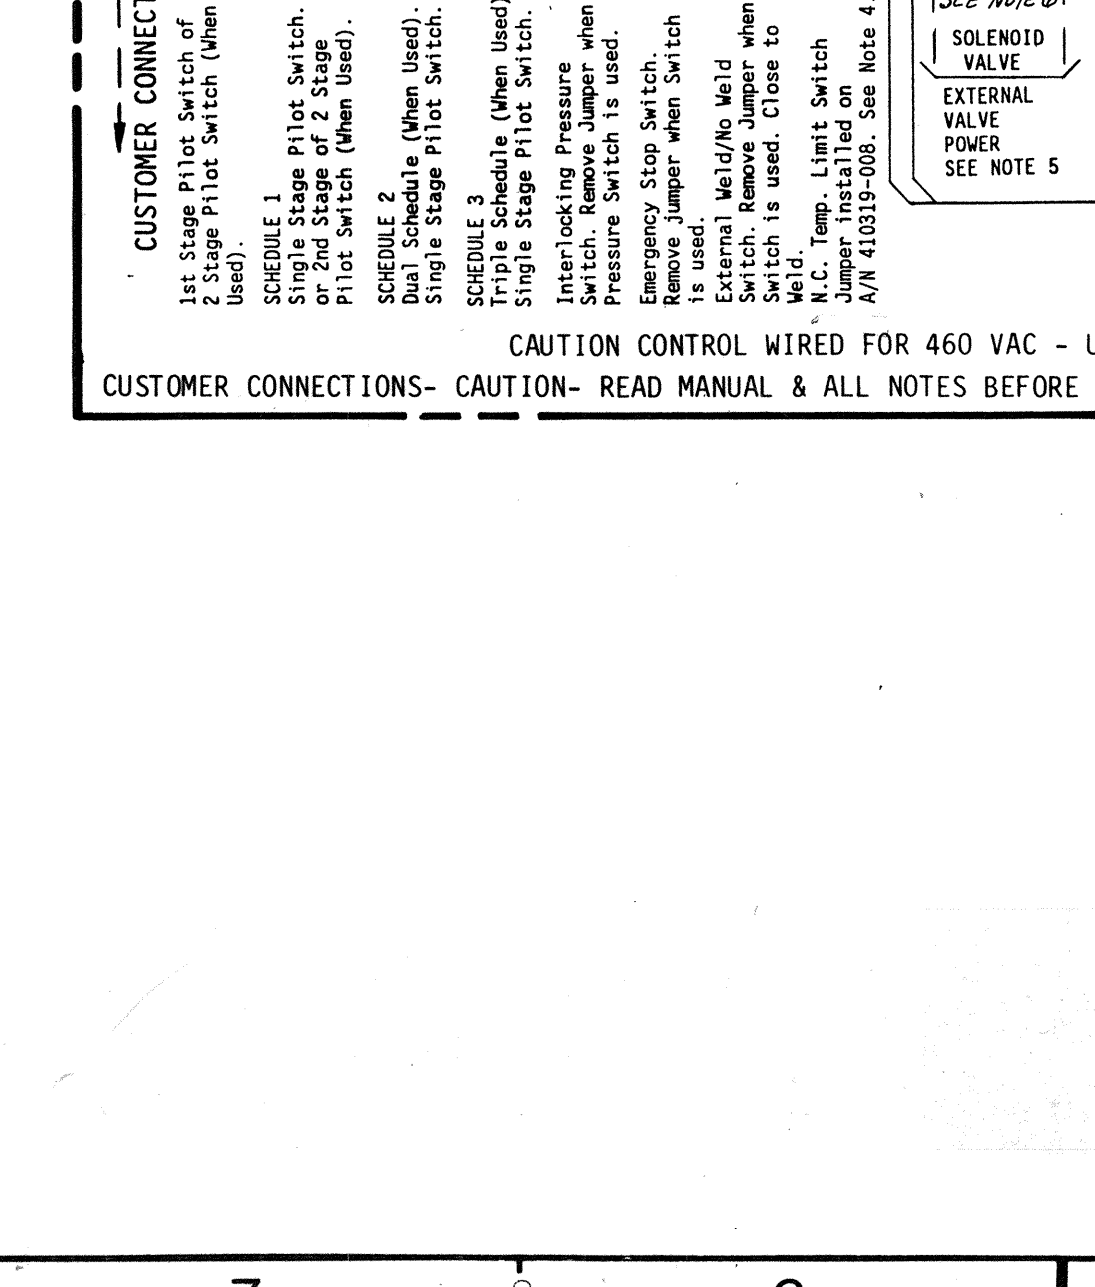 CUSTOMER CONNECT
1st Stage Pilot Switch of
2 Stage Pilot Switch (When
Used).
SCHEDULE 1
Single Stage Pilot Switch.
or 2nd Stage of 2 Stage
Pilot Switch (When Used).
SCHEDULE 2
Dual Schedule (When Used).
Single Stage Pilot Switch.
SCHEDULE 3
Triple Schedule (When Used)
Single Stage Pilot Switch.
Interlocking Pressure
Switch. Remove Jumper when
Pressure Switch is used.
Emergency Stop Switch.
Remove jumper when Switch
is used.
External Weld/No Weld
Switch. Remove Jumper when
Switch is used. Close to
Weld.
N.C. Temp. Limit Switch
Jumper installed on
A/N 410319-008. See Note 4.
SEE NOTE 6
SOLENOID
VALVE
EXTERNAL
VALVE
POWER
SEE NOTE 5
CAUTION CONTROL WIRED FOR 460 VAC - U
CUSTOMER CONNECTIONS- CAUTION- READ MANUAL & ALL NOTES BEFORE